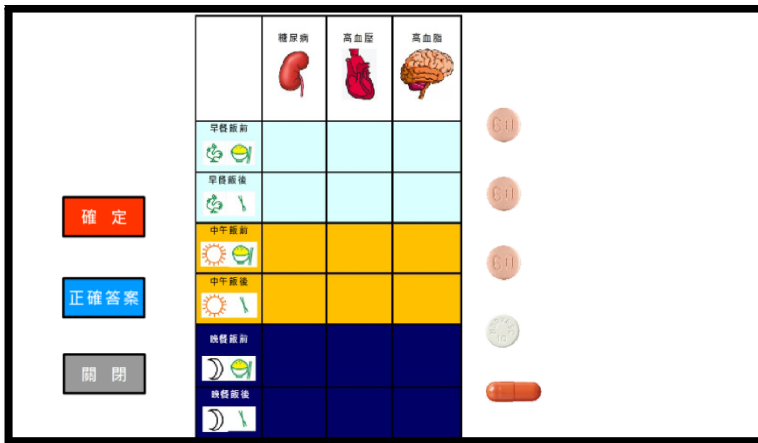 糖尿病
高血壓
高血脂
早餐飯前
早餐飯後
確 定
中午飯前
中午飯後
正確答案
晚餐飯前
關 閉
晚餐飯後